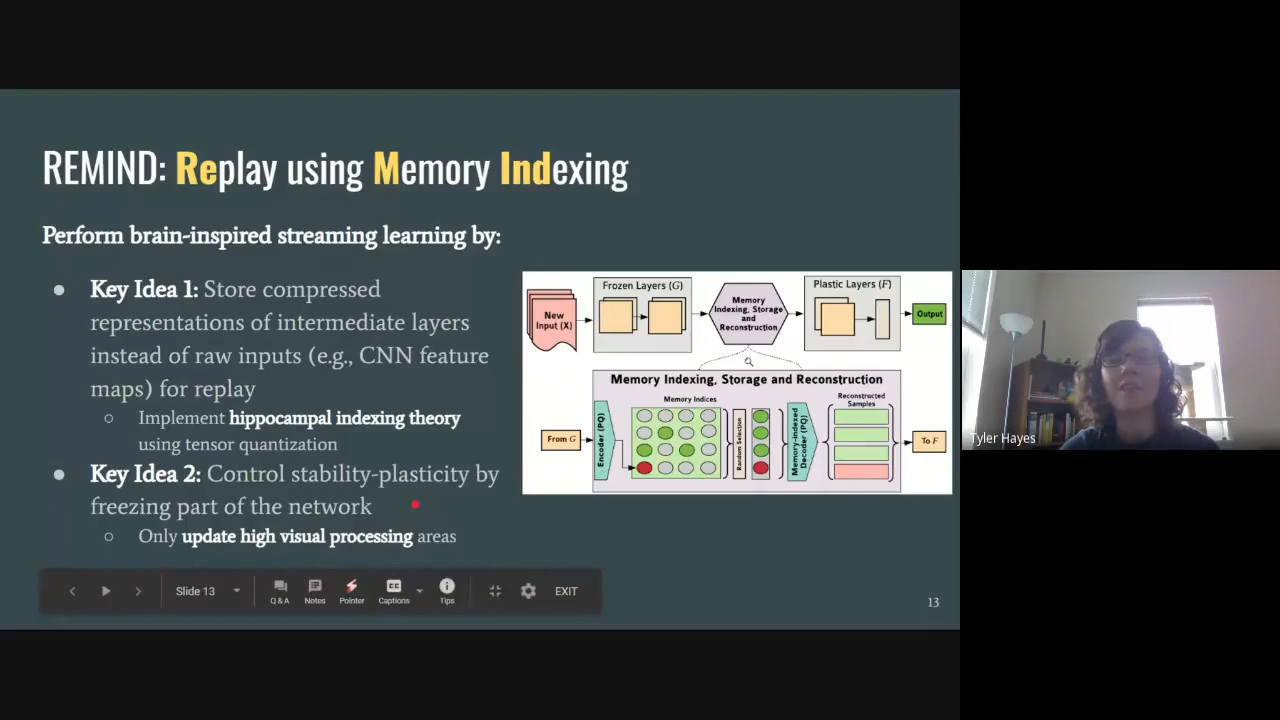 REMIND: Replay using Memory Indexing
Perform brain-inspired streaming learning by:
● Key Idea 1: Store compressed
representations of intermediate layers
instead of raw inputs (e.g., CNN feature
maps) for replay
○ Implement hippocampal indexing theory
using tensor quantization
● Key Idea 2: Control stability-plasticity by
freezing part of the network
○ Only update high visual processing areas
New
Input (X)
Frozen Layers (G)
Memory
Indexing, Storage
and
Reconstruction
Plastic Layers (F)
Output
Memory Indexing, Storage and Reconstruction
From G
Encoder (PQ)
Memory Indices
Random Selection
Memory-indexed
Decoder (PQ)
Reconstructed
Samples
To F
Slide 13
Q & A
Notes
Pointer
CC
Captions
Tips
EXIT
13
Tyler Hayes